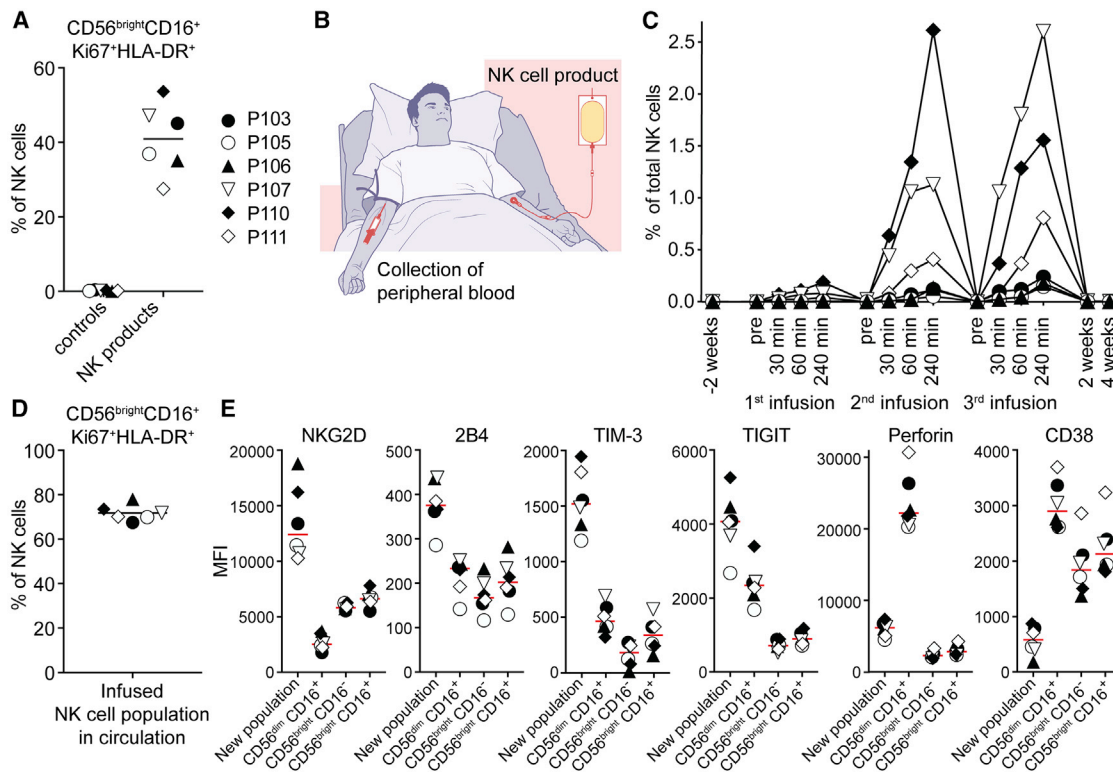 A
CD56brightCD16+
Ki67+HLA-DR+
% of NK cells
60
40
20
0
controls
NK products
P103
P105
P106
P107
P110
P111
B
NK cell product
Collection of
peripheral blood
C
% of total NK cells
2.5
2.0
1.5
1.0
0.5
0.0
-2 weeks
pre
30 min
60 min
240 min
pre
30 min
60 min
240 min
pre
30 min
60 min
240 min
2 weeks
4 weeks
1st infusion
2nd infusion
3rd infusion
D
CD56brightCD16+
Ki67+HLA-DR+
% of NK cells
100
80
60
40
20
0
Infused
NK cell population
in circulation
E
MFI
NKG2D
20000
15000
10000
5000
0
New population
CD56dim CD16+
CD56bright CD16-
CD56bright CD16+
2B4
500
400
300
200
100
0
New population
CD56dim CD16+
CD56bright CD16-
CD56bright CD16+
TIM-3
2000
1500
1000
500
0
New population
CD56dim CD16+
CD56bright CD16-
CD56bright CD16+
TIGIT
6000
4000
2000
0
New population
CD56dim CD16+
CD56bright CD16-
CD56bright CD16+
Perforin
30000
20000
10000
0
New population
CD56dim CD16+
CD56bright CD16-
CD56bright CD16+
CD38
4000
3000
2000
1000
0
New population
CD56dim CD16+
CD56bright CD16-
CD56bright CD16+